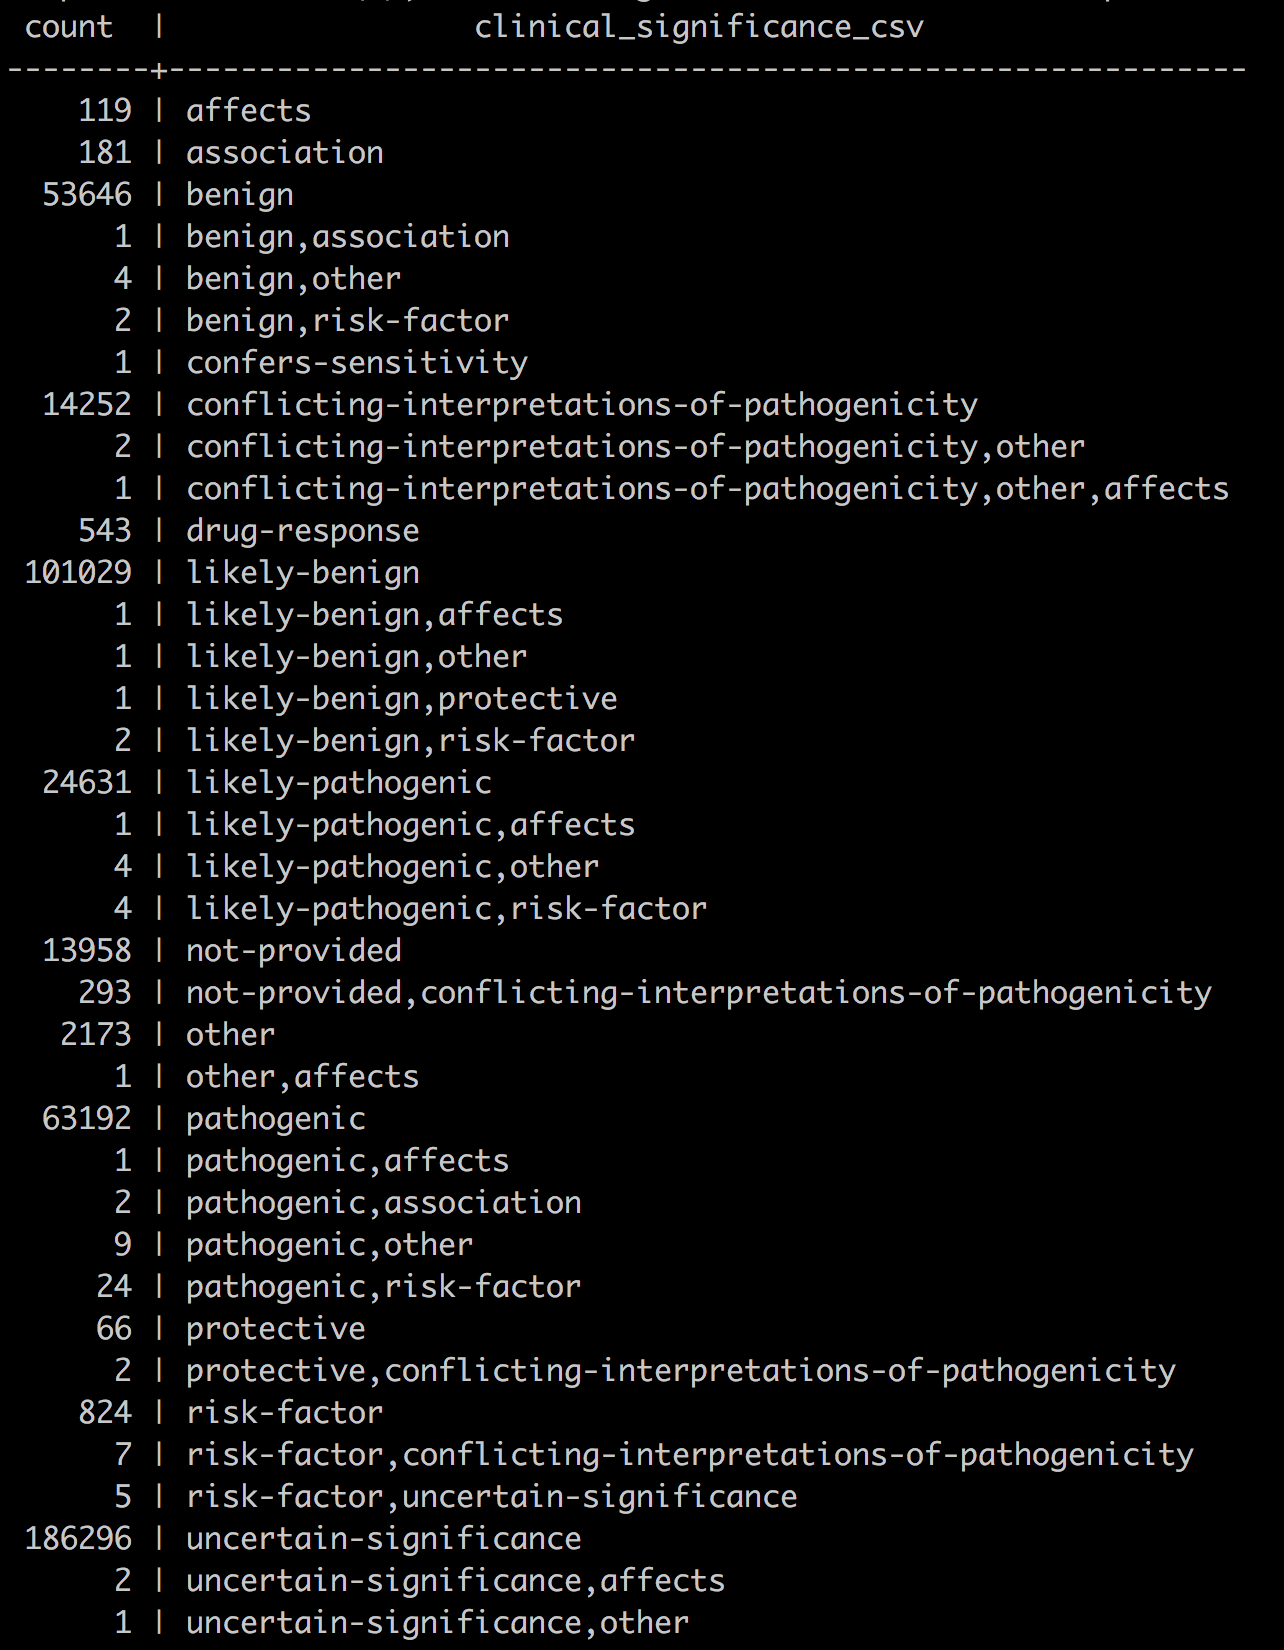 count | clinical_significance_csv
--------+------------------------------------------------------------
119 | affects
181 | association
53646 | benign
1 | benign,association
4 | benign,other
2 | benign,risk-factor
1 | confers-sensitivity
14252 | conflicting-interpretations-of-pathogenicity
2 | conflicting-interpretations-of-pathogenicity,other
1 | conflicting-interpretations-of-pathogenicity,other,affects
543 | drug-response
101029 | likely-benign
1 | likely-benign,affects
1 | likely-benign,other
1 | likely-benign,protective
2 | likely-benign,risk-factor
24631 | likely-pathogenic
1 | likely-pathogenic,affects
4 | likely-pathogenic,other
4 | likely-pathogenic,risk-factor
13958 | not-provided
293 | not-provided,conflicting-interpretations-of-pathogenicity
2173 | other
1 | other,affects
63192 | pathogenic
1 | pathogenic,affects
2 | pathogenic,association
9 | pathogenic,other
24 | pathogenic,risk-factor
66 | protective
2 | protective,conflicting-interpretations-of-pathogenicity
824 | risk-factor
7 | risk-factor,conflicting-interpretations-of-pathogenicity
5 | risk-factor,uncertain-significance
186296 | uncertain-significance
2 | uncertain-significance,affects
1 | uncertain-significance,other